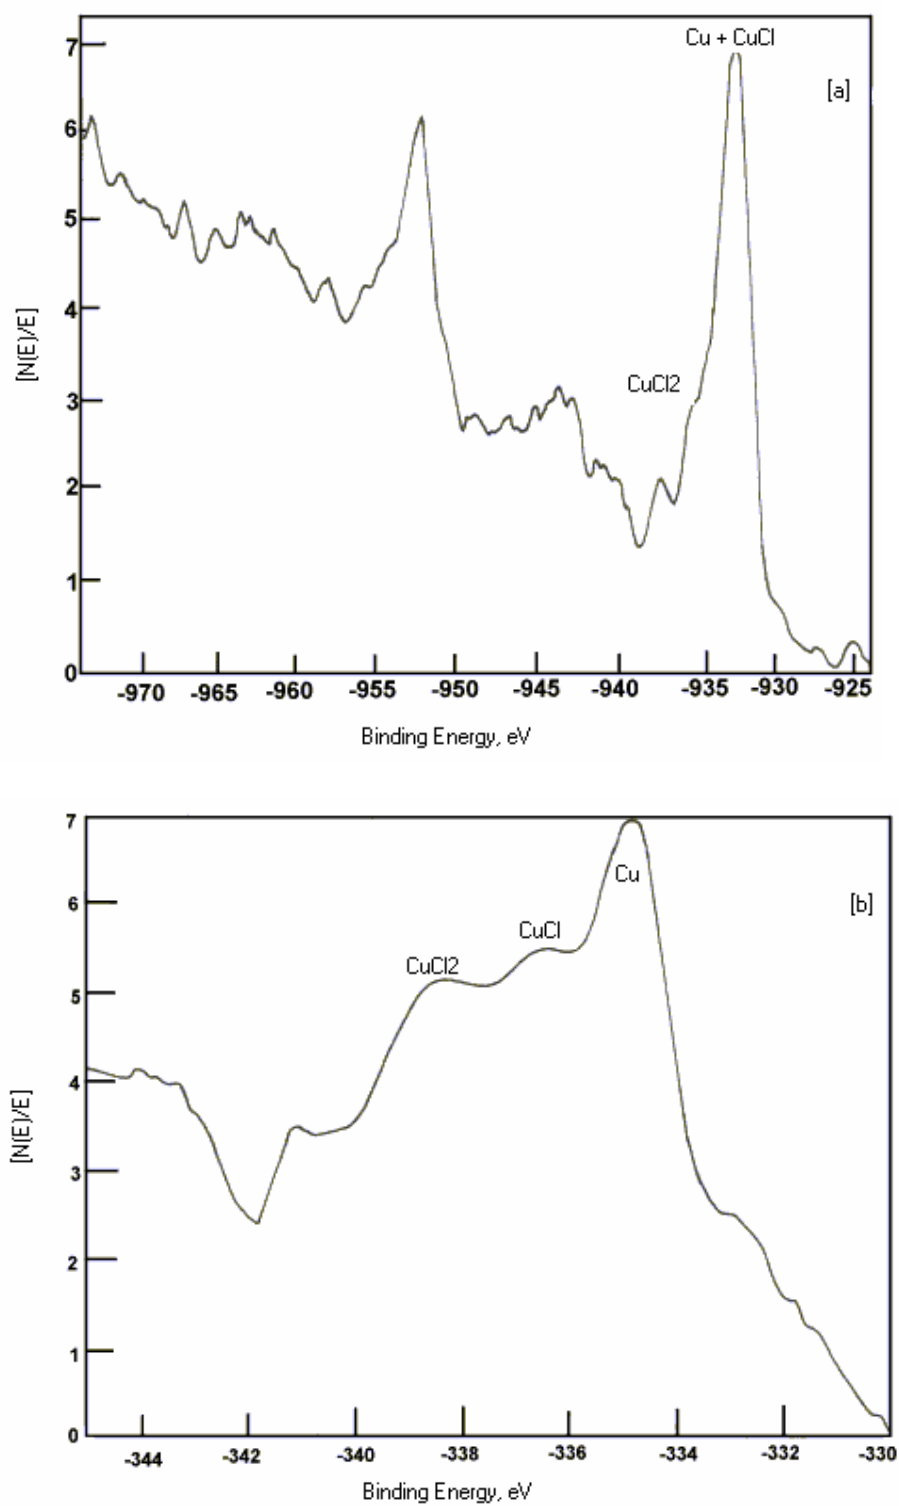 Cu + CuCl
[a]
7
6
5
4
3
2
1
0
[N(E)/E]
CuCl2
-970 -965 -960 -955 -950 -945 -940 -935 -930 -925
Binding Energy, eV
7
6
5
4
3
2
1
0
[N(E)/E]
Cu
[b]
CuCl
CuCl2
-344 -342 -340 -338 -336 -334 -332 -330
Binding Energy, eV